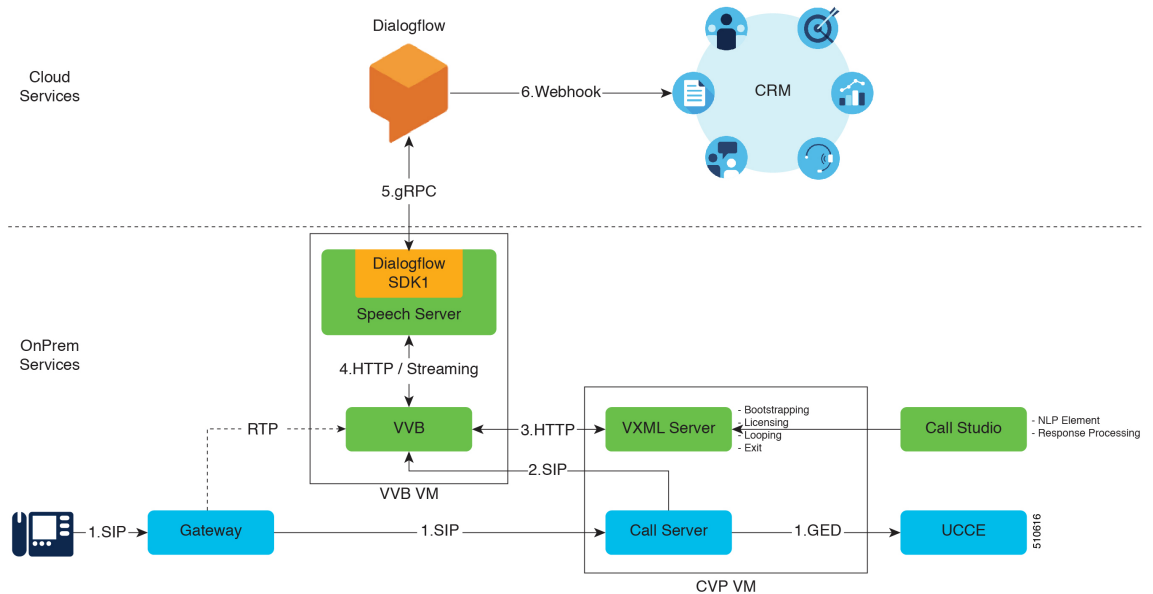 Dialogflow
Cloud
Services
6.Webhook
CRM
5.gRPC
Dialogflow
SDK1
Speech Server
OnPrem
Services
4.HTTP / Streaming
RTP
VVB
3.HTTP
VXML Server
- Bootstrapping
- Licensing
- Looping
- Exit
Call Studio
- NLP Element
- Response Processing
2.SIP
VVB VM
1.SIP
Gateway
1.SIP
Call Server
1.GED
UCCE
510616
CVP VM